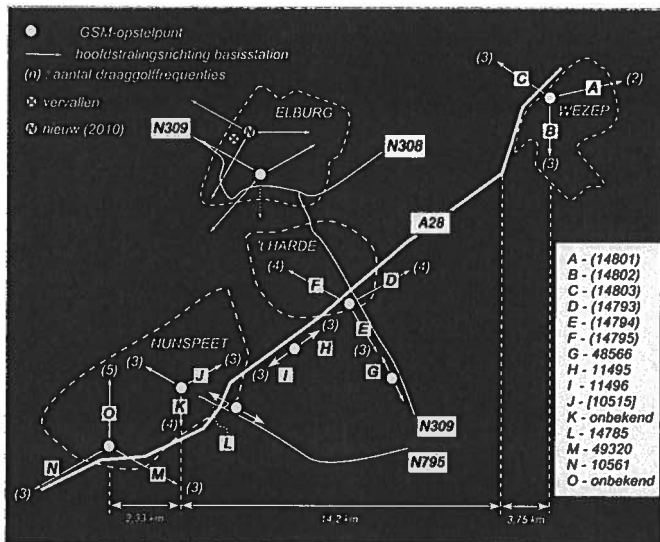 GSM-opstelpunt
hoofdstralingsrichting basisstation
(n) : aantal draaggolffrequenties
vervallen
N nieuw (2010)
N309
ELBURG
N308
(3)
C
A
(2)
WEZEP
B
(3)
A28
'T HARDE
(4)
F
D
(4)
E
(3)
(3)
H
I
(3)
G
NUNSPEET
(5)
(3)
J
(3)
K
O
(4)
L
N
M
(3)
(3)
N309
N795
2,33 km
14,2 km
3,75 km
A - (14801)
B - (14802)
C - (14803)
D - (14793)
E - (14794)
F - (14795)
G - 48566
H - 11495
I - 11496
J - [10515]
K - onbekend
L - 14785
M - 49320
N - 10561
O - onbekend